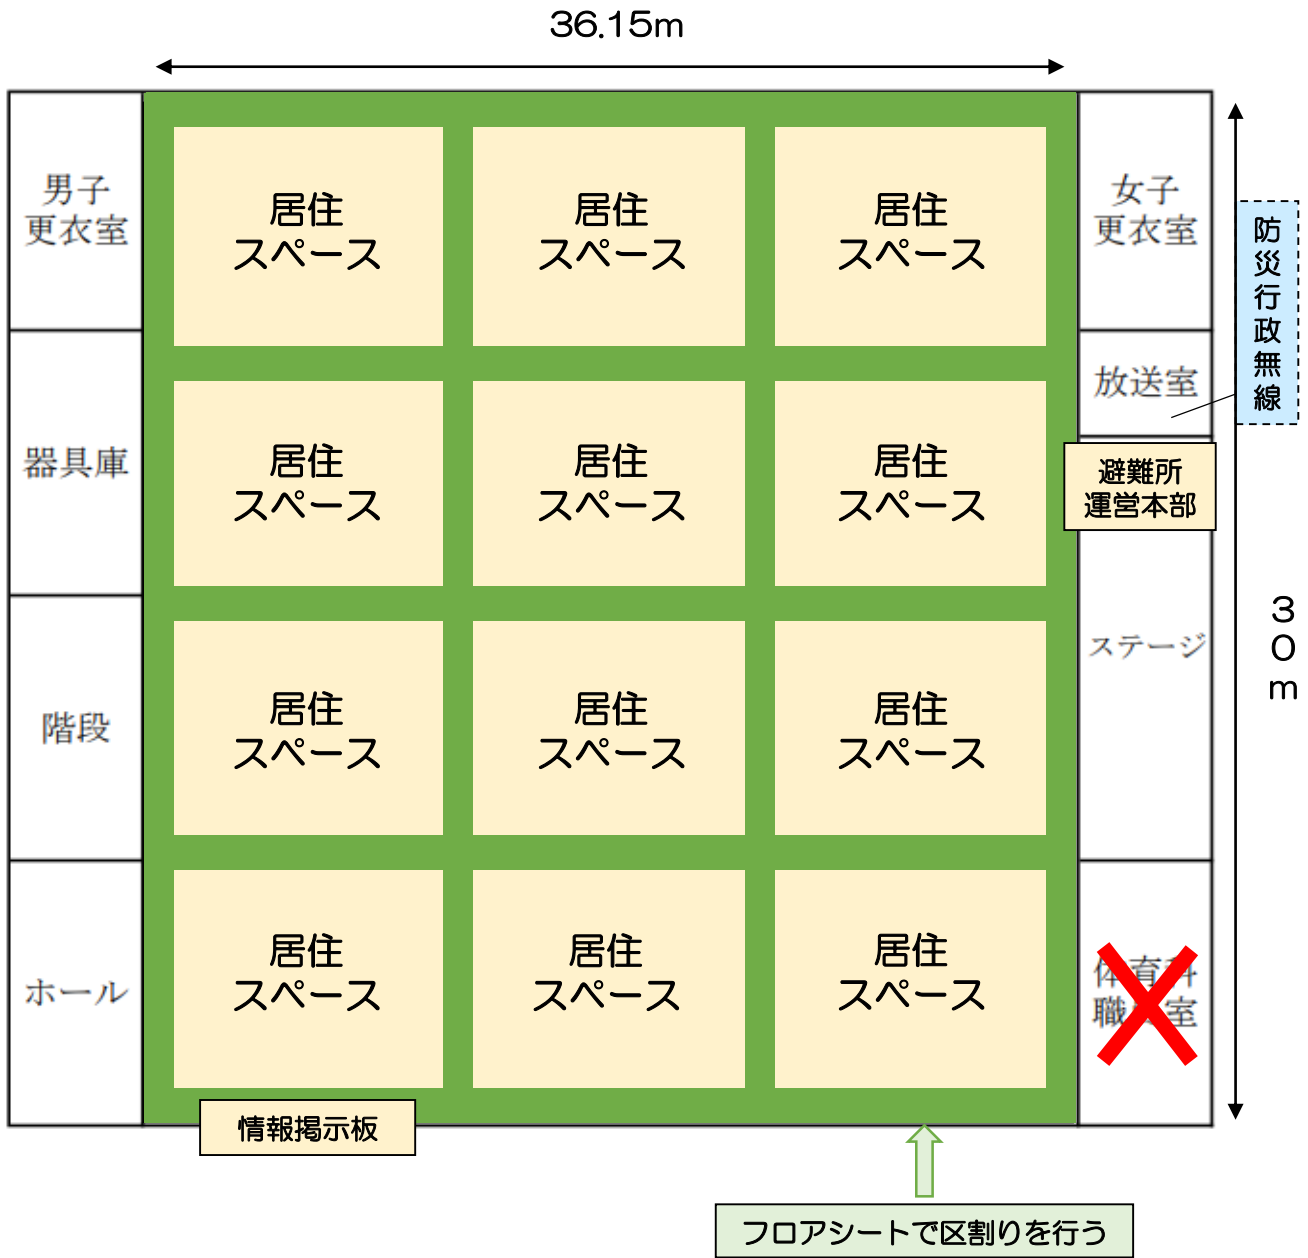 36.15m
男子
更衣室
居住
スペース
居住
スペース
居住
スペース
女子
更衣室
防災行政無線
放送室
器具庫
居住
スペース
居住
スペース
居住
スペース
避難所
運営本部
30m
階段
居住
スペース
居住
スペース
居住
スペース
ステージ
ホール
居住
スペース
居住
スペース
居住
スペース
体育科
職員室
情報掲示板
フロアシートで区割りを行う